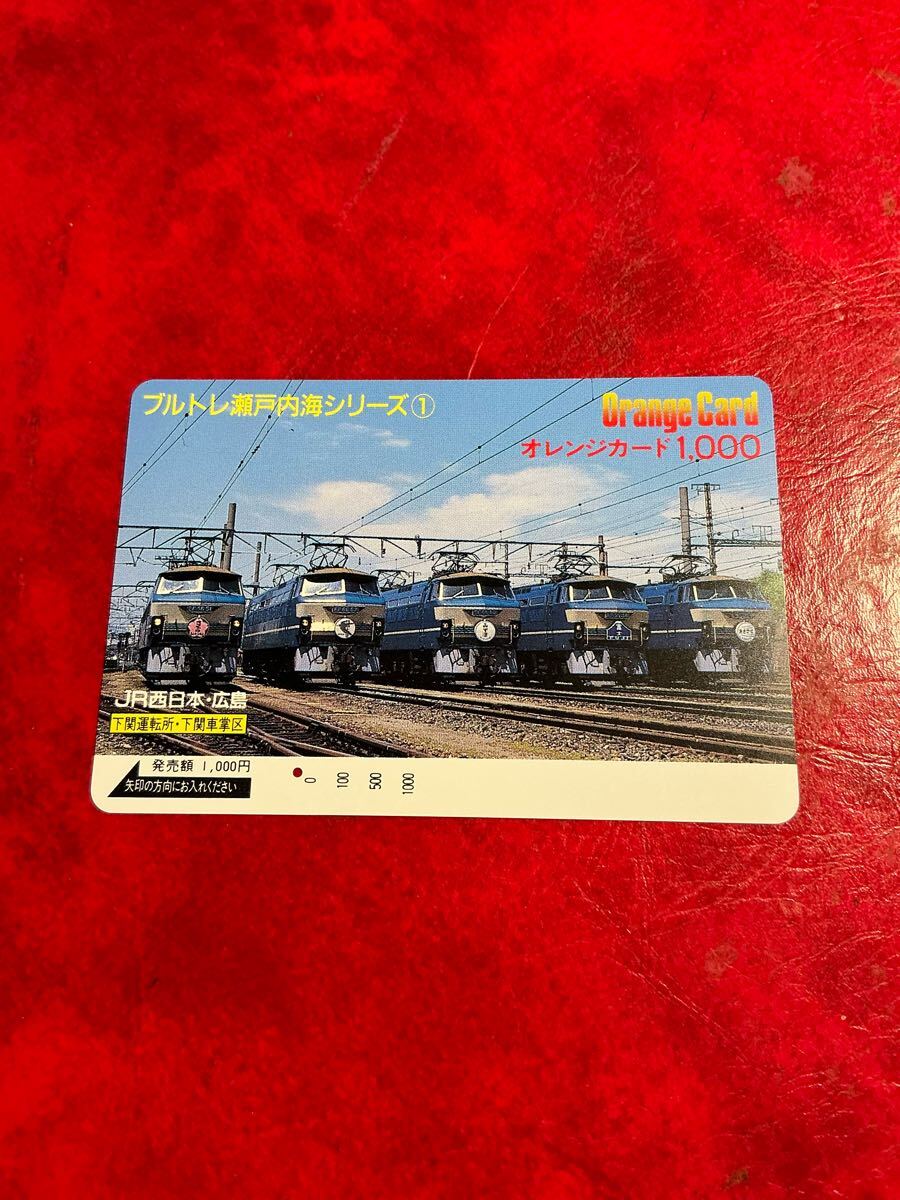 ブルトレ瀬戸内海シリーズ①
Orange Card
オレンジカード1,000
JR西日本・広島
下関運転所・下関車掌区
発売額 1,000円
矢印の方向にお入れください
0 100 500 1000